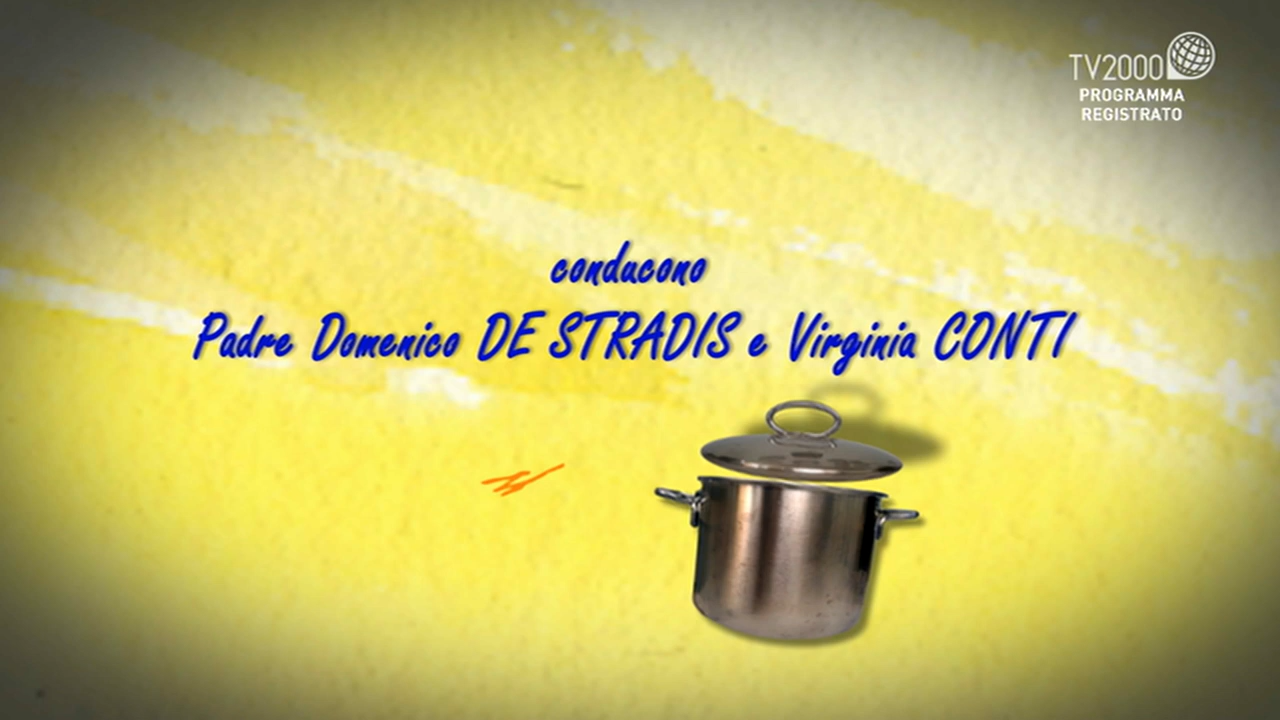 TV2000
PROGRAMMA
REGISTRATO
conducono
Padre Domenico DE STRADIS e Virginia CONTI